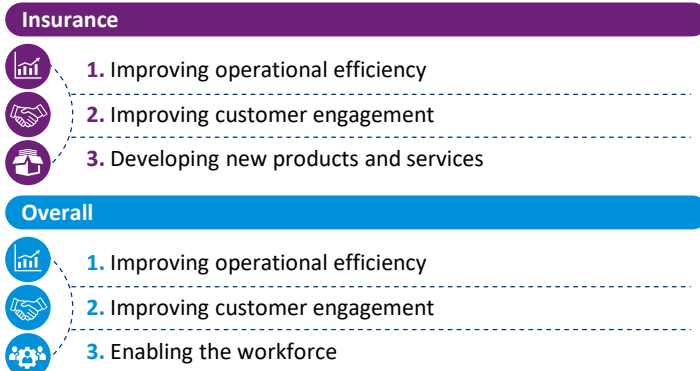 Insurance
1. Improving operational efficiency
2. Improving customer engagement
3. Developing new products and services
Overall
1. Improving operational efficiency
2. Improving customer engagement
3. Enabling the workforce